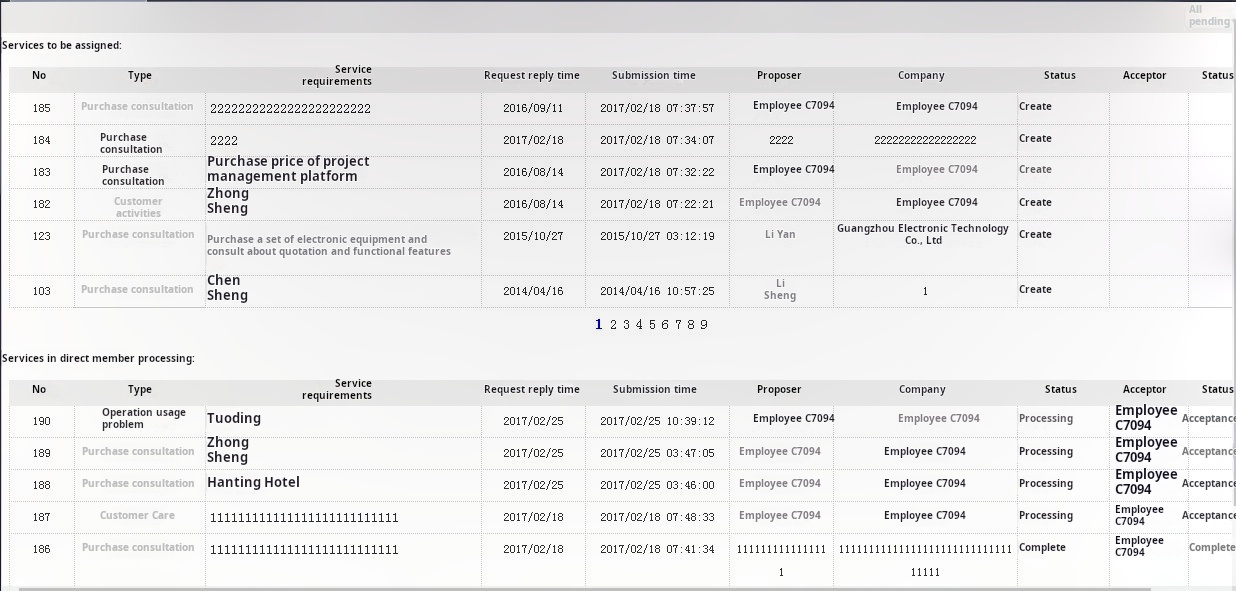 All
pending
Services to be assigned:
No Type Service requirements Request reply time Submission time Proposer Company Status Acceptor Status
185 Purchase consultation 22222222222222222222222 2016/09/11 2017/02/18 07:37:57 Employee C7094 Employee C7094 Create
184 Purchase consultation 2222 2017/02/18 2017/02/18 07:34:07 2222 22222222222222222 Create
183 Purchase consultation Purchase price of project management platform 2016/08/14 2017/02/18 07:32:22 Employee C7094 Employee C7094 Create
182 Customer activities Zhong Sheng 2016/08/14 2017/02/18 07:22:21 Employee C7094 Employee C7094 Create
123 Purchase consultation Purchase a set of electronic equipment and consult about quotation and functional features 2015/10/27 2015/10/27 03:12:19 Li Yan Guangzhou Electronic Technology Co., Ltd Create
103 Purchase consultation Chen Sheng 2014/04/16 2014/04/16 10:57:25 Li Sheng 1 Create
1 2 3 4 5 6 7 8 9
Services in direct member processing:
No Type Service requirements Request reply time Submission time Proposer Company Status Acceptor Status
190 Operation usage problem Tuoding 2017/02/25 2017/02/25 10:39:12 Employee C7094 Employee C7094 Processing Employee C7094 Acceptance
189 Purchase consultation Zhong Sheng 2017/02/25 2017/02/25 03:47:05 Employee C7094 Employee C7094 Processing Employee C7094 Acceptance
188 Purchase consultation Hanting Hotel 2017/02/25 2017/02/25 03:46:00 Employee C7094 Employee C7094 Processing Employee C7094 Acceptance
187 Customer Care 111111111111111111111111111 2017/02/18 2017/02/18 07:48:33 Employee C7094 Employee C7094 Processing Employee C7094 Acceptance
186 Purchase consultation 111111111111111111111111111 2017/02/18 2017/02/18 07:41:34 11111111111111 1111111111111111111111111 Complete Employee C7094 Complete
1 11111